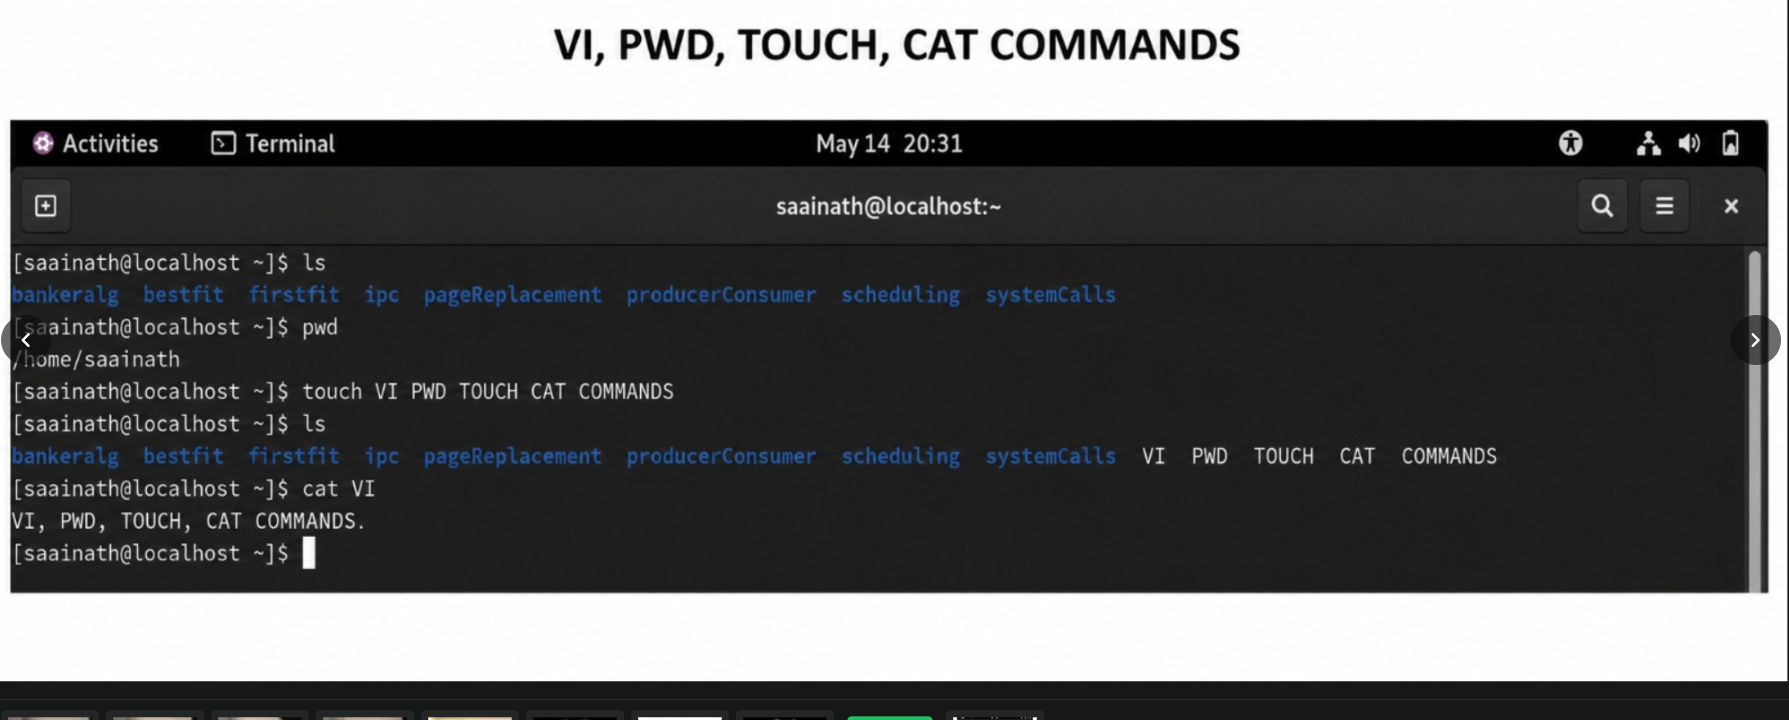 VI, PWD, TOUCH, CAT COMMANDS
Activities Terminal May 14 20:31
saainath@localhost:~
[saainath@localhost ~]$ ls
bankeralg bestfit firstfit ipc pageReplacement producerConsumer scheduling systemCalls
[saainath@localhost ~]$ pwd
/home/saainath
[saainath@localhost ~]$ touch VI PWD TOUCH CAT COMMANDS
[saainath@localhost ~]$ ls
bankeralg bestfit firstfit ipc pageReplacement producerConsumer scheduling systemCalls VI PWD TOUCH CAT COMMANDS
[saainath@localhost ~]$ cat VI
VI, PWD, TOUCH, CAT COMMANDS.
[saainath@localhost ~]$